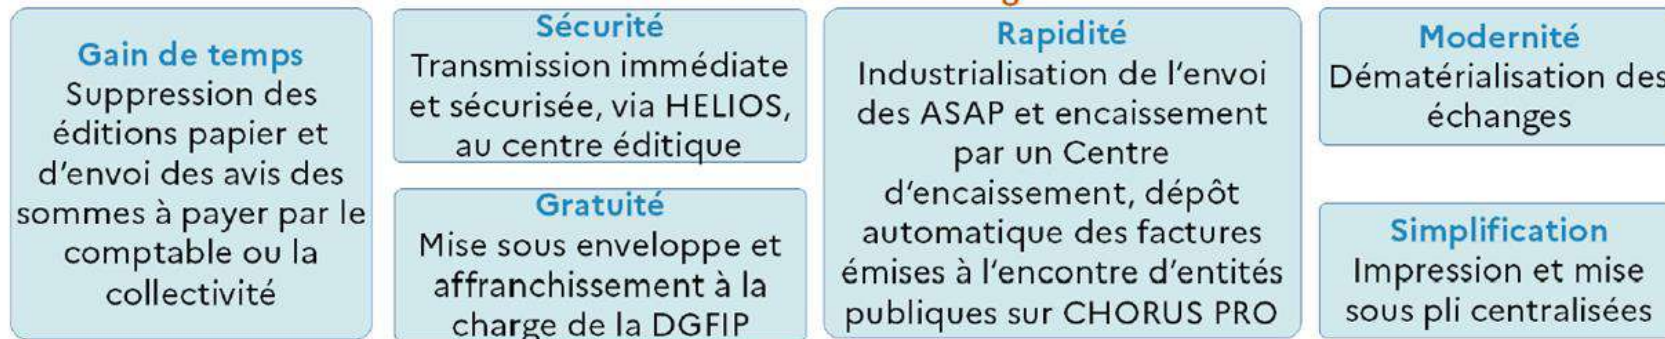 Gain de temps
Suppression des
éditions papier et
d'envoi des avis des
sommes à payer par le
comptable ou la
collectivité
Sécurité
Transmission immédiate
et sécurisée, via HELIOS,
au centre éditique
Gratuité
Mise sous enveloppe et
affranchissement à la
charge de la DGFIP
Rapidité
Industrialisation de l'envoi
des ASAP et encaissement
par un Centre
d'encaissement, dépôt
automatique des factures
émises à l'encontre d'entités
publiques sur CHORUS PRO
Modernité
Dématérialisation des
échanges
Simplification
Impression et mise
sous pli centralisées